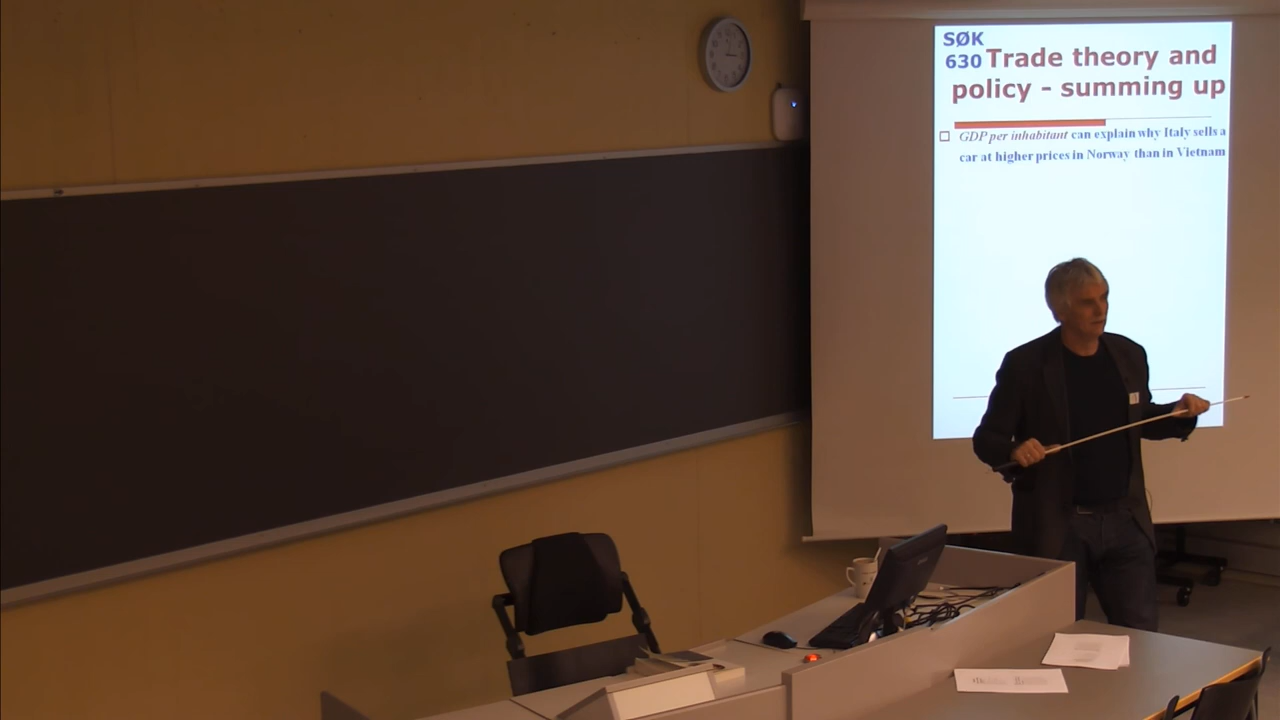 SØK
630 Trade theory and
policy - summing up
GDP per inhabitant can explain why Italy sells a
car at higher prices in Norway than in Vietnam